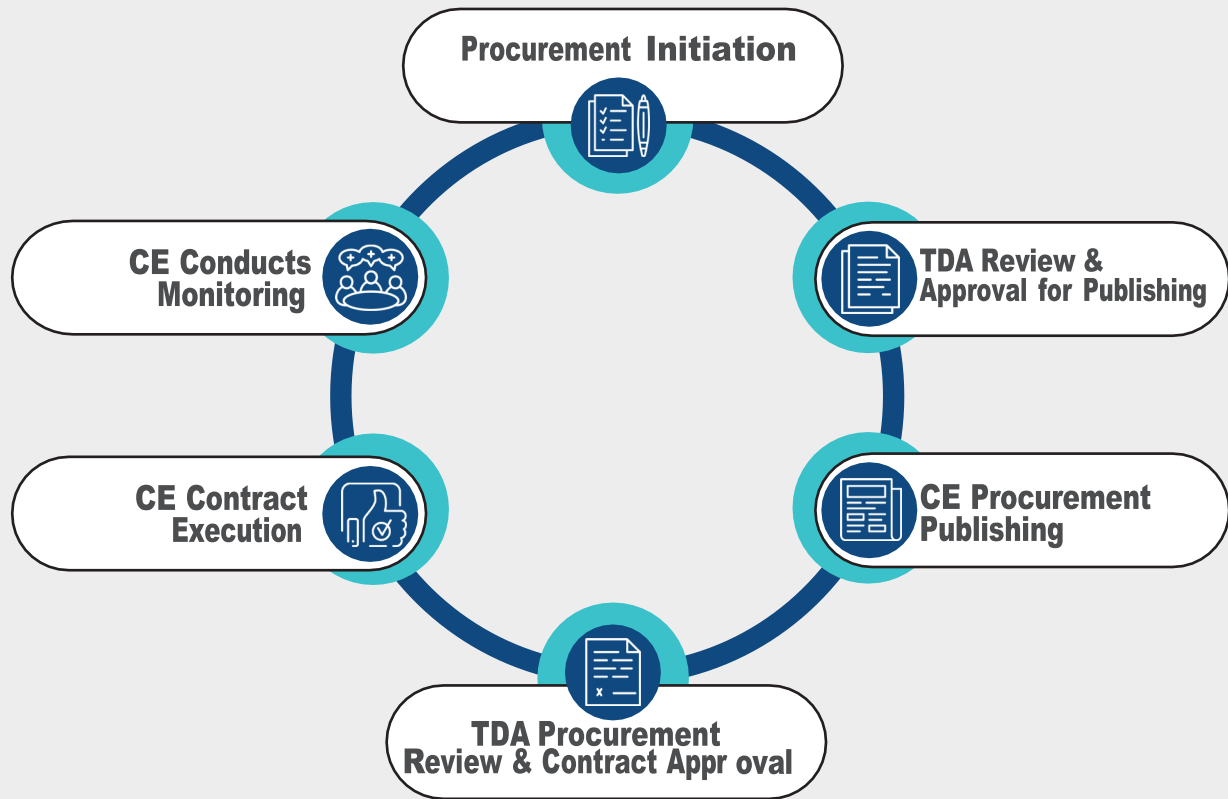 Procurement Initiation
TDA Review &
Approval for Publishing
CE Procurement
Publishing
TDA Procurement
Review & Contract Appr oval
CE Contract
Execution
CE Conducts
Monitoring